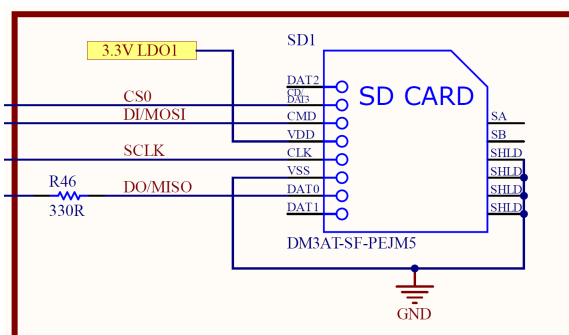 SD1
3.3V LDO1
DAT2
CD/
DAT3
CS0
SD CARD
DI/MOSI
CMD
SA
VDD
SB
SCLK
CLK
SHLD
VSS
SHLD
R46
DO/MISO
DAT0
SHLD
330R
DAT1
SHLD
DM3AT-SF-PEJM5
GND